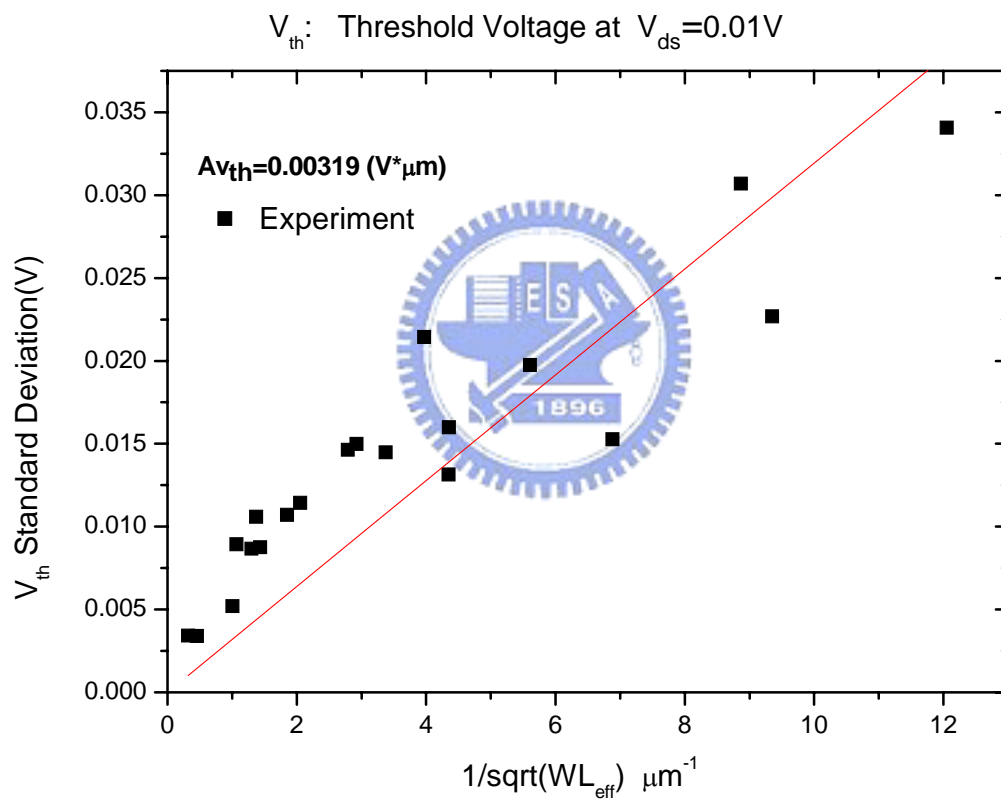 Vth: Threshold Voltage at Vds=0.01V
0.035
0.030
0.025
0.020
0.015
0.010
0.005
0.000
Vth Standard Deviation(V)
Avth=0.00319 (V*μm)
Experiment
E S A
1896
0 2 4 6 8 10 12
1/sqrt(WLeff) μm-1